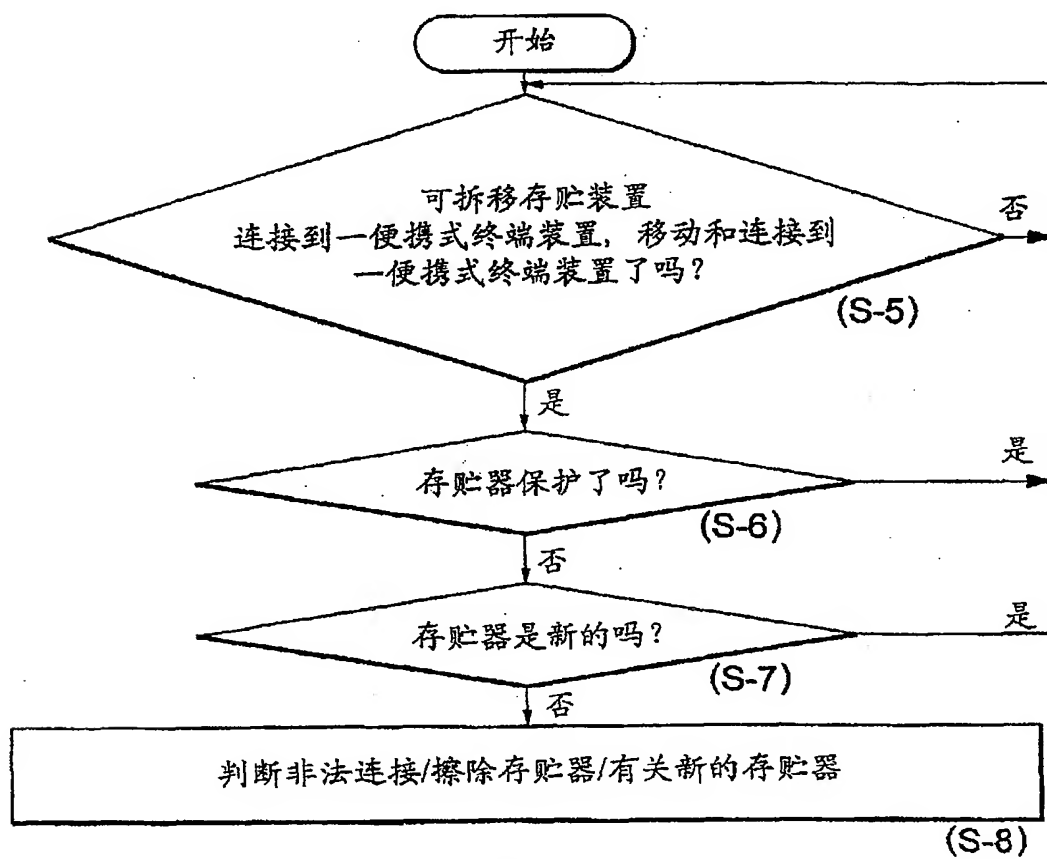 开始
可拆移存贮装置
连接到一便携式终端装置，移动和连接到
一便携式终端装置了吗？
否
(S-5)
是
存贮器保护了吗？
是
(S-6)
否
存贮器是新的吗？
是
(S-7)
否
判断非法连接/擦除存贮器/有关新的存贮器
(S-8)